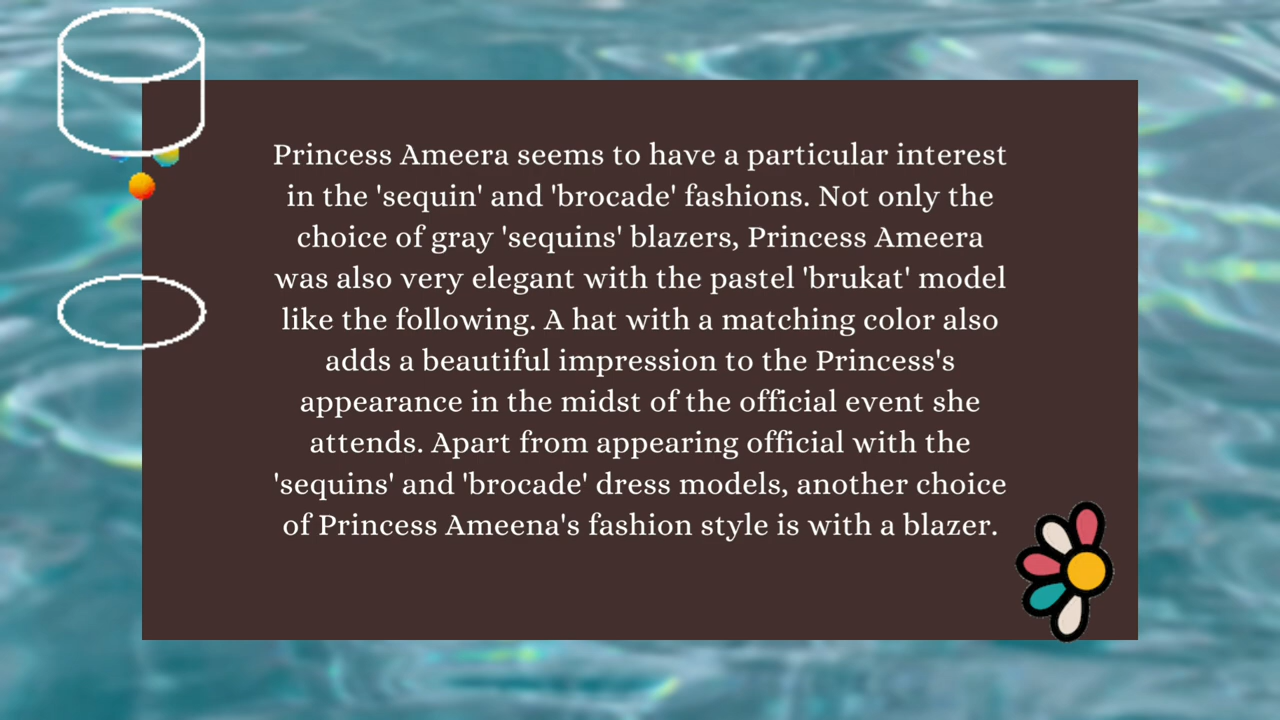 Princess Ameera seems to have a particular interest
in the 'sequin' and 'brocade' fashions. Not only the
choice of gray 'sequins' blazers, Princess Ameera
was also very elegant with the pastel 'brukat' model
like the following. A hat with a matching color also
adds a beautiful impression to the Princess's
appearance in the midst of the official event she
attends. Apart from appearing official with the
'sequins' and 'brocade' dress models, another choice
of Princess Ameena's fashion style is with a blazer.